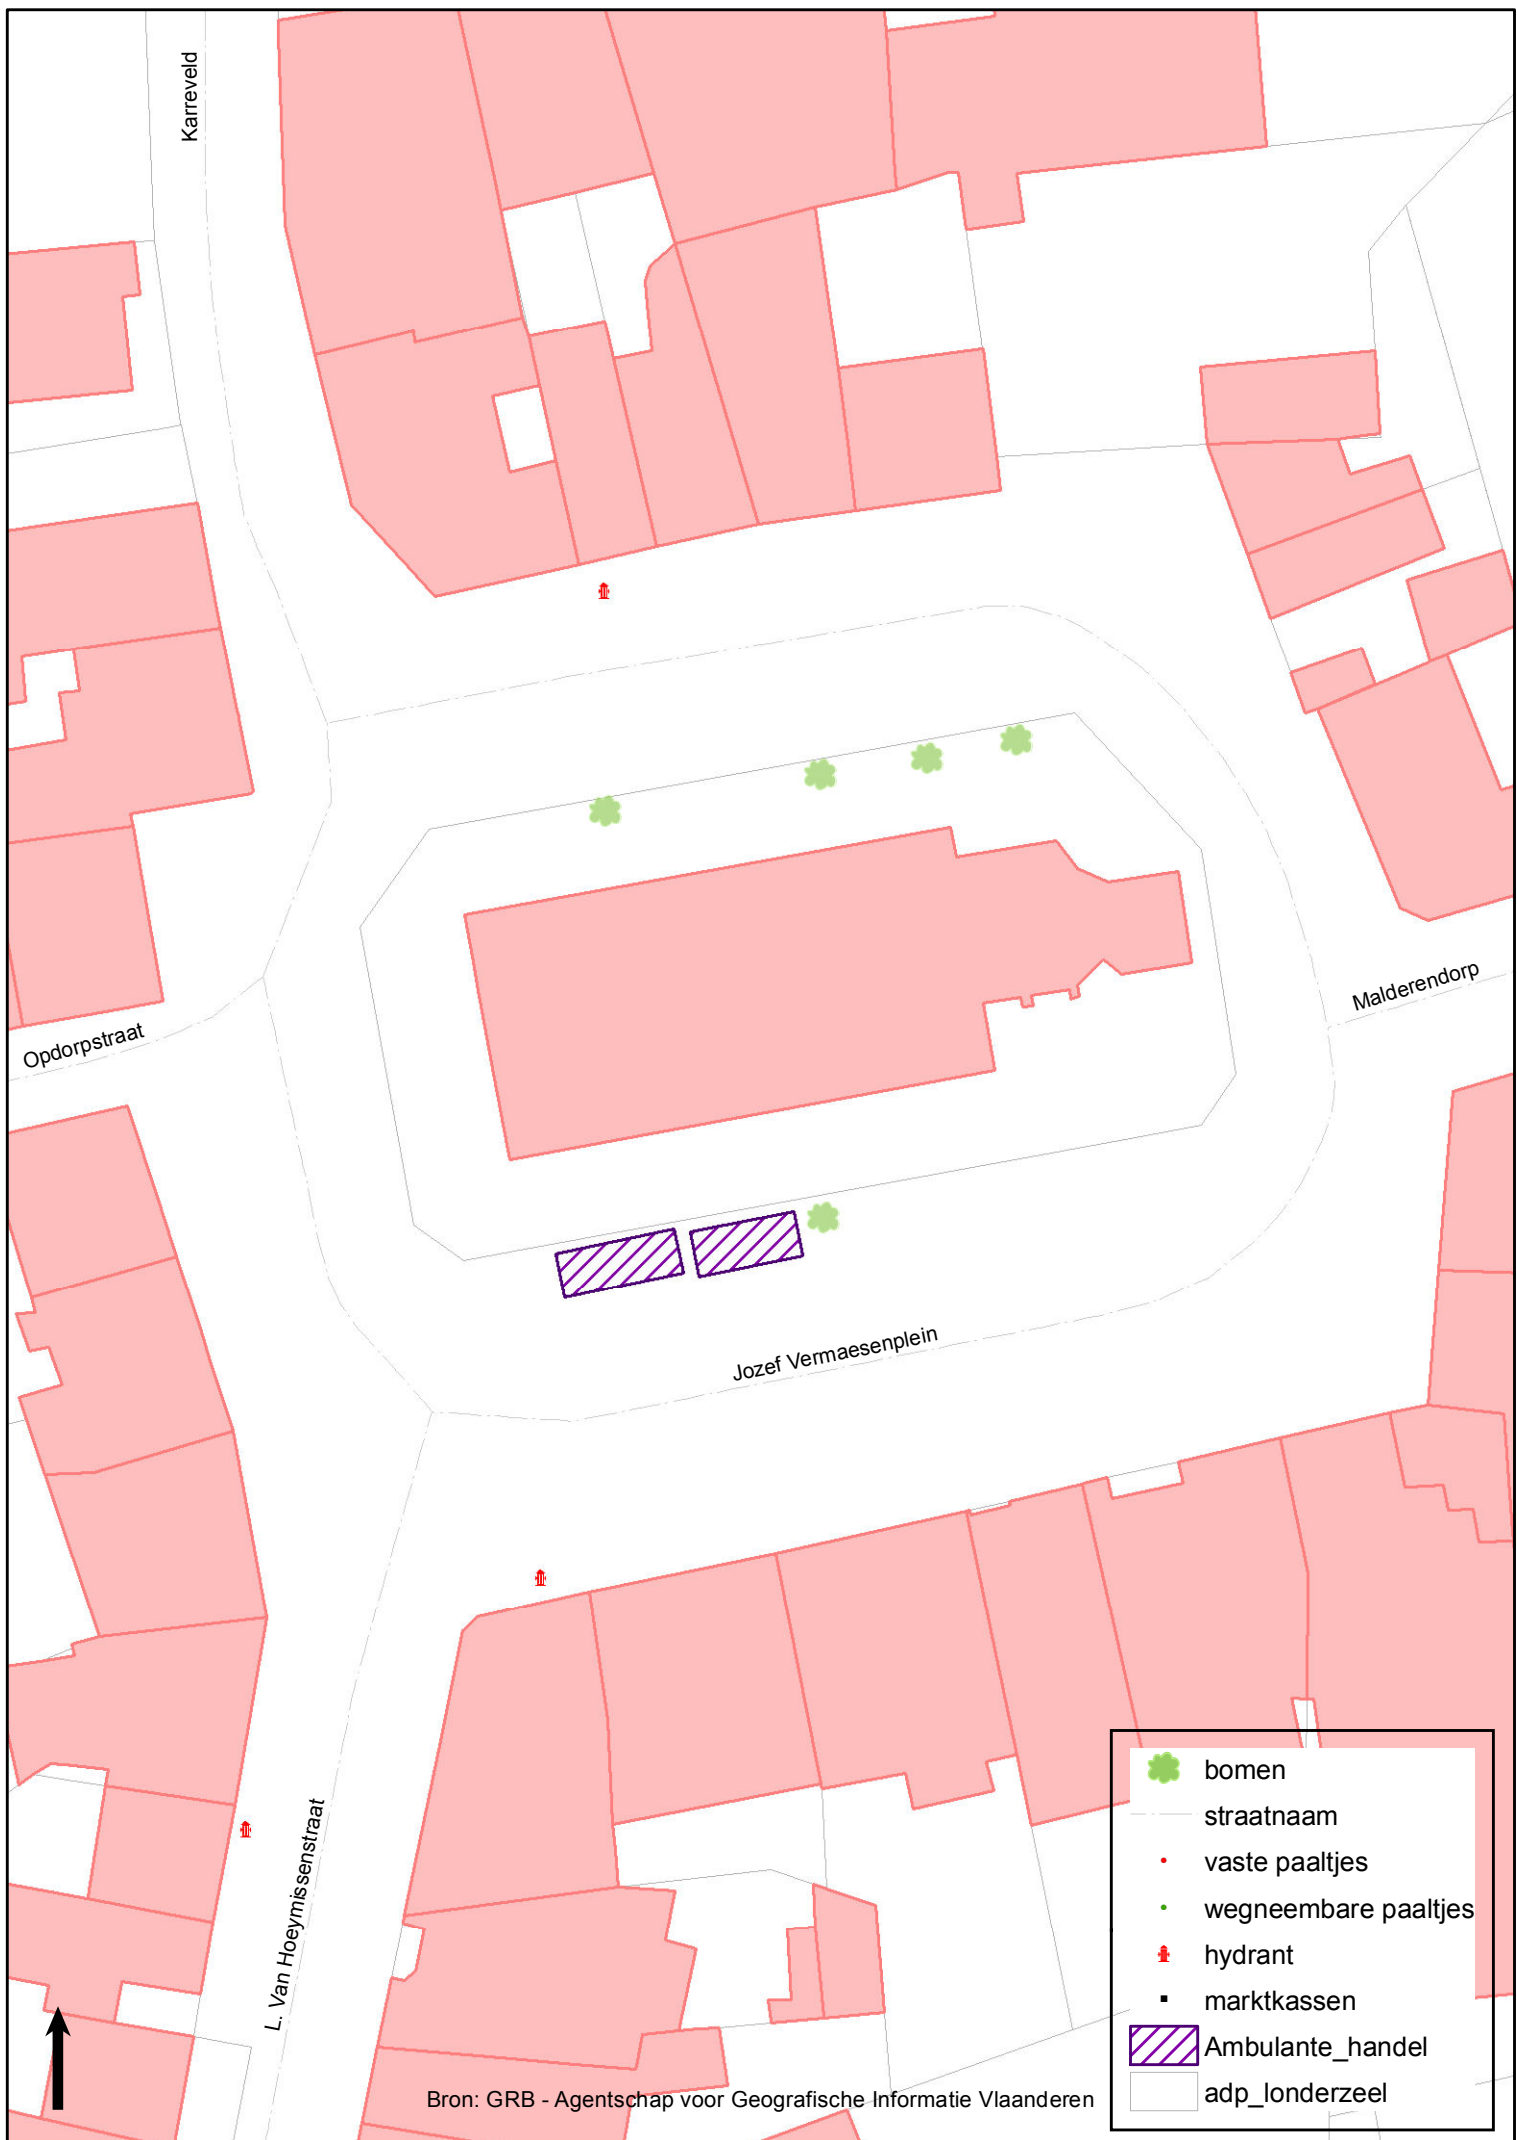 Karreveld
Malderendorp
Opdorpstraat
Jozef Vermaesenplein
L. Van Hoeymissenstraat
bomen
straatnaam
vaste paaltjes
wegneembare paaltjes
hydrant
marktkassen
Ambulante_handel
adp_londerzeel
Bron: GRB - Agentschap voor Geografische Informatie Vlaanderen